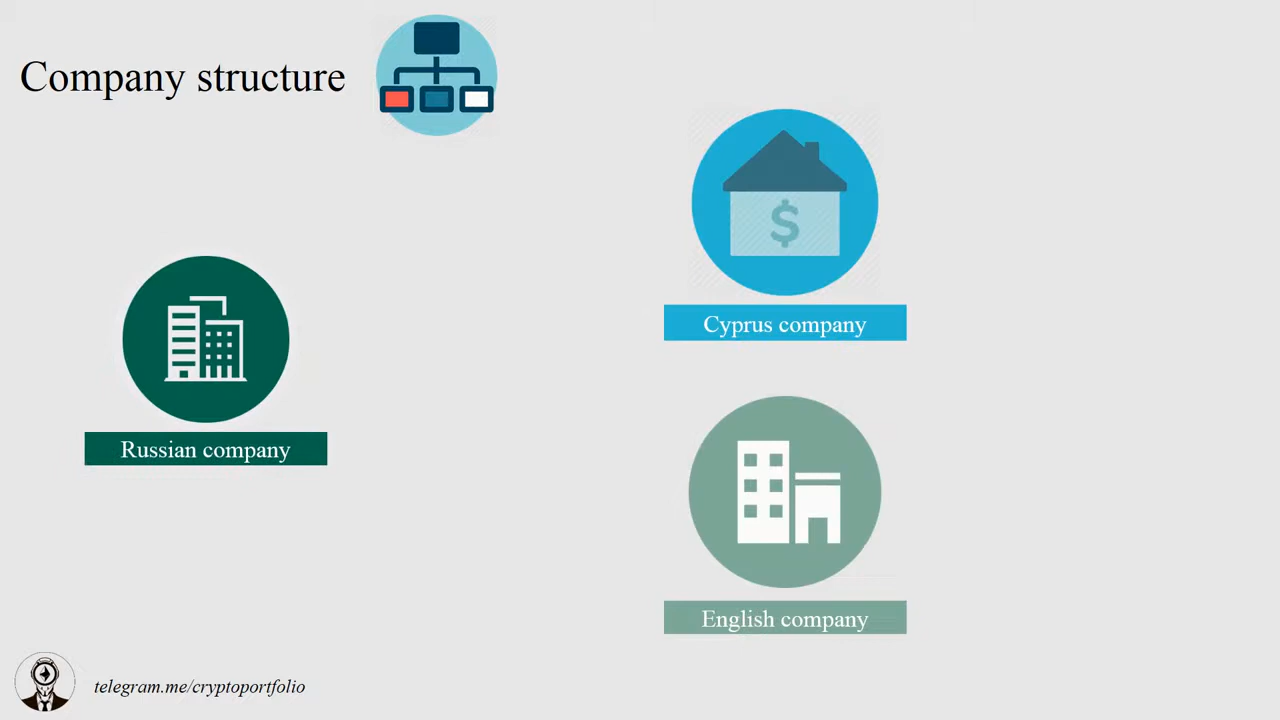 Company structure
$
Cyprus company
Russian company
English company
telegram.me/cryptoportfolio